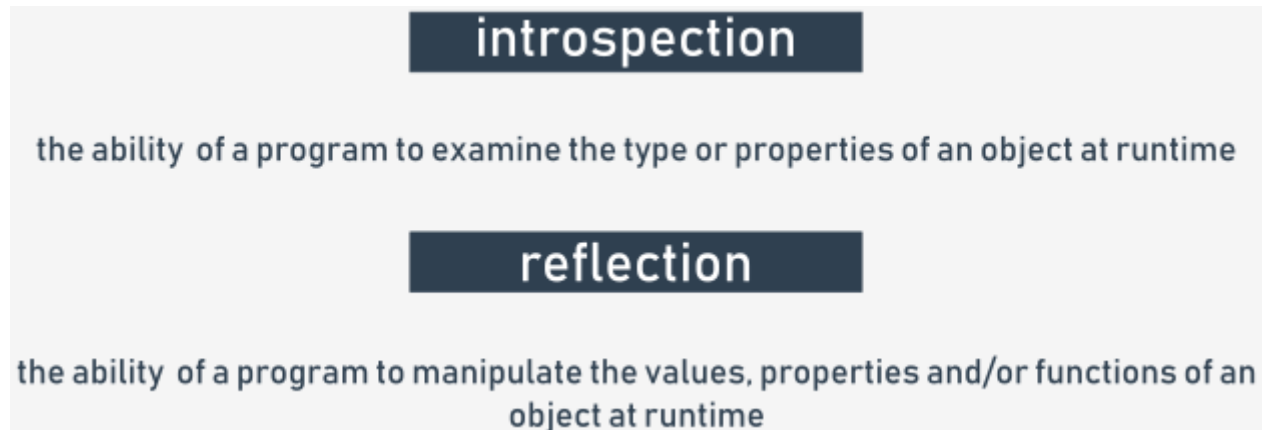 introspection
the ability of a program to examine the type or properties of an object at runtime
reflection
the ability of a program to manipulate the values, properties and/or functions of an
object at runtime